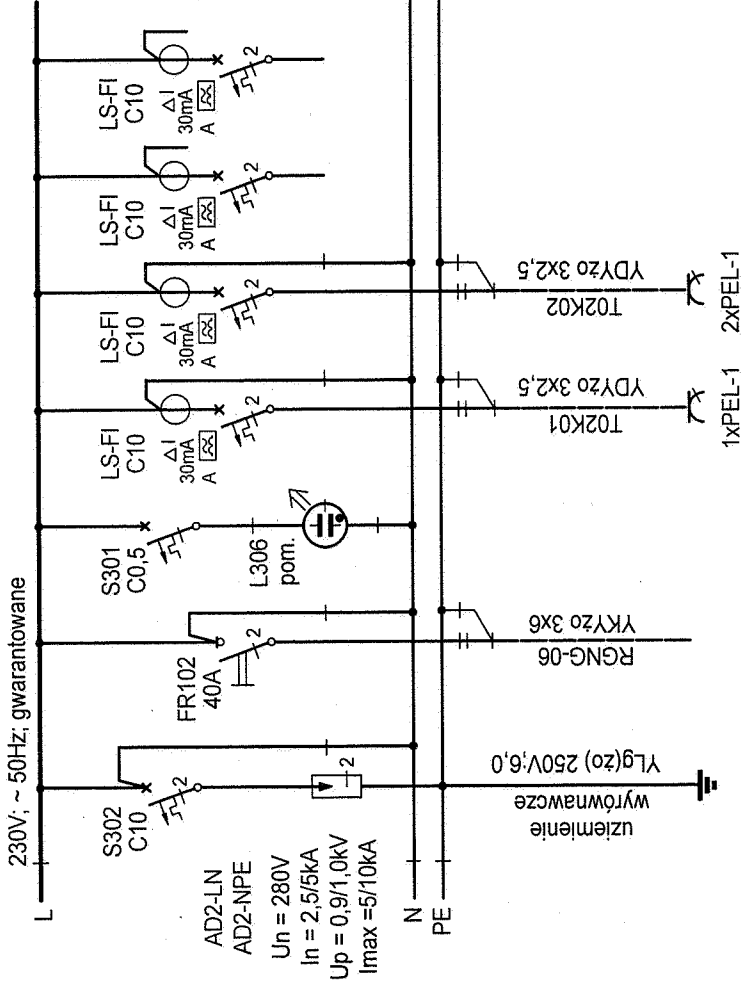 230V; ~ 50Hz; gwarantowane
L
S302
C10
2
AD2-LN
AD2-NPE
Un = 280V
In = 2,5/5kA
Up = 0,9/1,0kV
Imax =5/10kA
2
N
PE
uziemienie
wyrównawcze
YLg(żo) 250V;6,0
FR102
40A
2
RGNG-06
YKYżo 3x6
S301
C0,5
L306
pom.
LS-FI
C10
ΔI
30mA
A
2
T02K01
YDYżo 3x2,5
1xPEL-1
LS-FI
C10
ΔI
30mA
A
2
T02K02
YDYżo 3x2,5
2xPEL-1
LS-FI
C10
ΔI
30mA
A
2
LS-FI
C10
ΔI
30mA
A
2